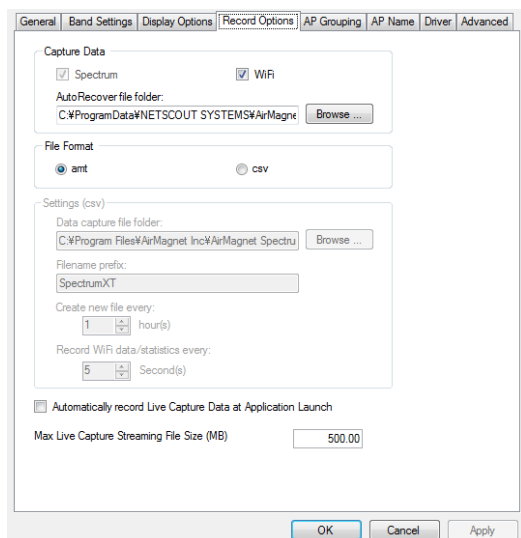 General Band Settings Display Options Record Options AP Grouping AP Name Driver Advanced
Capture Data
Spectrum WiFi
AutoRecover file folder:
C:¥ProgramData¥NETSCOUT SYSTEMS¥AirMagne Browse ...
File Format
amt csv
Settings (csv)
Data capture file folder:
C:¥Program Files¥AirMagnet Inc¥AirMagnet Spectru Browse ...
Filename prefix:
SpectrumXT
Create new file every:
1 hour(s)
Record WiFi data/statistics every:
5 Second(s)
Automatically record Live Capture Data at Application Launch
Max Live Capture Streaming File Size (MB) 500.00
OK Cancel Apply